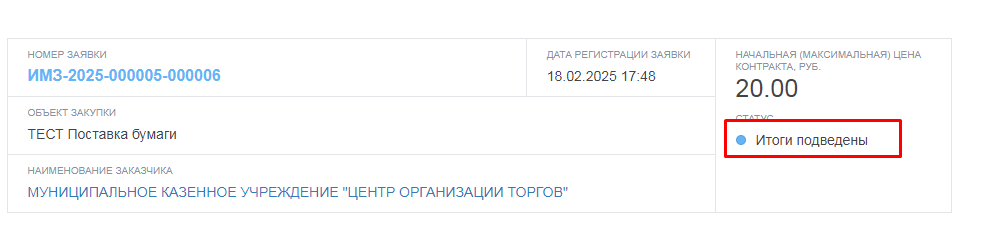 НОМЕР ЗАЯВКИ
ИМЗ-2025-000005-000006
ДАТА РЕГИСТРАЦИИ ЗАЯВКИ
18.02.2025 17:48
НАЧАЛЬНАЯ (МАКСИМАЛЬНАЯ) ЦЕНА
КОНТРАКТА, РУБ.
20.00
ОБЪЕКТ ЗАКУПКИ
ТЕСТ Поставка бумаги
СТАТУС
Итоги подведены
НАИМЕНОВАНИЕ ЗАКАЗЧИКА
МУНИЦИПАЛЬНОЕ КАЗЕННОЕ УЧРЕЖДЕНИЕ "ЦЕНТР ОРГАНИЗАЦИИ ТОРГОВ"